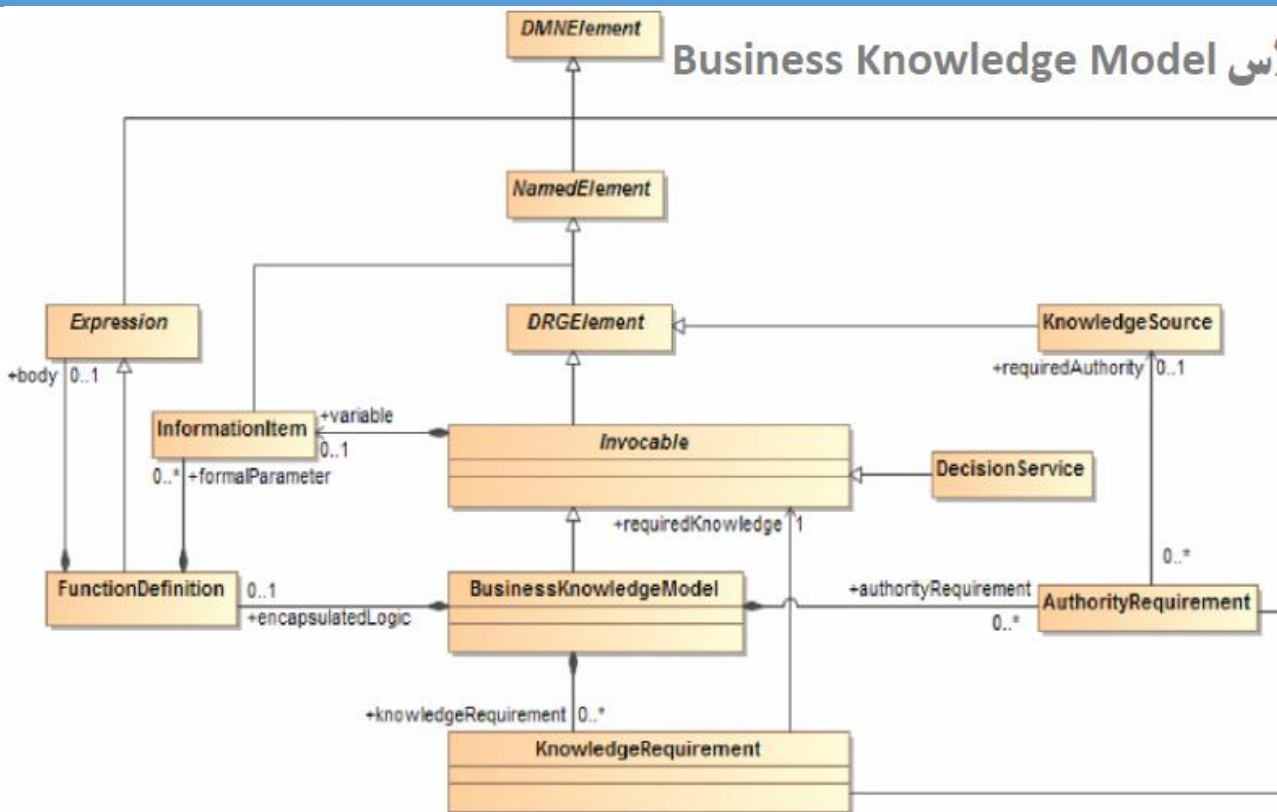 DMNElement
Business Knowledge Model
NamedElement
Expression
DRGElement
KnowledgeSource
+body 0..1
+requiredAuthority 0..1
InformationItem
+variable
0..1
Invocable
0..* +formalParameter
DecisionService
+requiredKnowledge 1
0..*
FunctionDefinition
0..1
+encapsulatedLogic
BusinessKnowledgeModel
+authorityRequirement
0..*
AuthorityRequirement
+knowledgeRequirement 0..*
KnowledgeRequirement